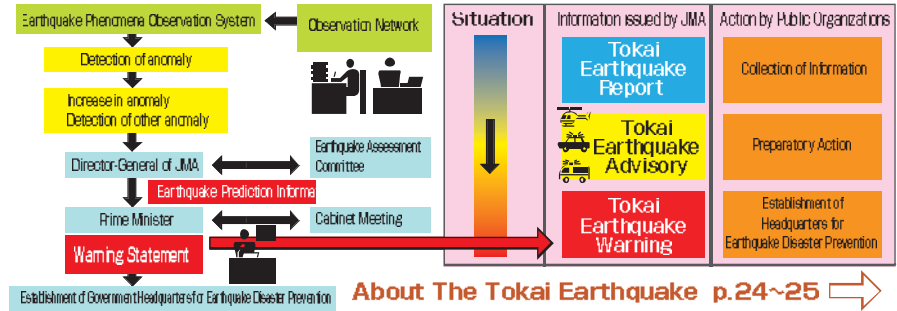 Earthquake Phenomena Observation System
Observation Network
Detection of anomaly
Increase in anomaly
Detection of other anomaly
Director-General of JMA
Earthquake Assessment
Committee
Earthquake Prediction Informa
Prime Minister
Cabinet Meeting
Warning Statement
Establishment of Government Headquarters for Earthquake Disaster Prevention
Situation
Information issued by JMA
Action by Public Organizations
Tokai
Earthquake
Report
Collection of Information
Tokai
Earthquake
Advisory
Preparatory Action
Tokai
Earthquake
Warning
Establishment of
Headquarters for
Earthquake Disaster Prevention
About The Tokai Earthquake p.24~25